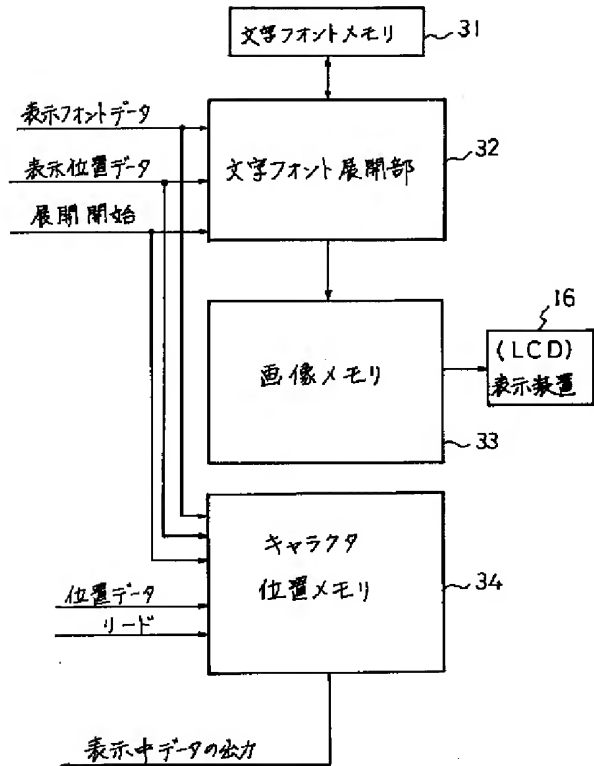 文字フォントメモリ
31
表示フォントデータ
表示位置データ
展開開始
文字フォント展開部
32
16
(LCD)
表示装置
画像メモリ
33
キャラクタ
位置メモリ
34
位置データ
リード
表示中データの出力